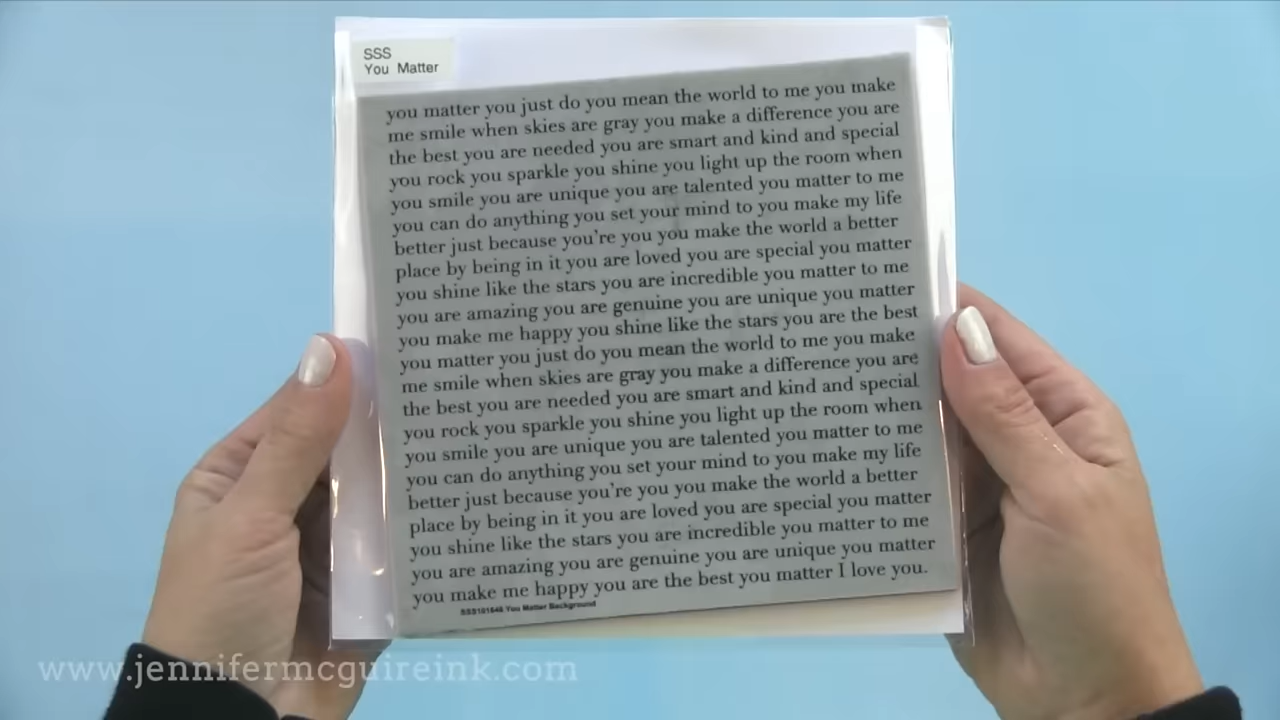 SSS
You Matter
you matter you just do you mean the world to me you make
me smile when skies are gray you make a difference you are
the best you are needed you are smart and kind and special
you rock you sparkle you shine you light up the room when
you smile you are unique you are talented you matter to me
you can do anything you set your mind to you make my life
better just because you're you you make the world a better
place by being in it you are loved you are special you matter
you shine like the stars you are incredible you matter to me
you are amazing you are genuine you are unique you matter
you make me happy you shine like the stars you are the best
you matter you just do you mean the world to me you make
me smile when skies are gray you make a difference you are
the best you are needed you are smart and kind and special
you rock you sparkle you shine you light up the room when
you smile you are unique you are talented you matter to me
you can do anything you set your mind to you make my life
better just because you're you you make the world a better
place by being in it you are loved you are special you matter
you shine like the stars you are incredible you matter to me
you are amazing you are genuine you are unique you matter
you make me happy you are the best you matter I love you.
You Matter Background
www.jennifermcguireink.com